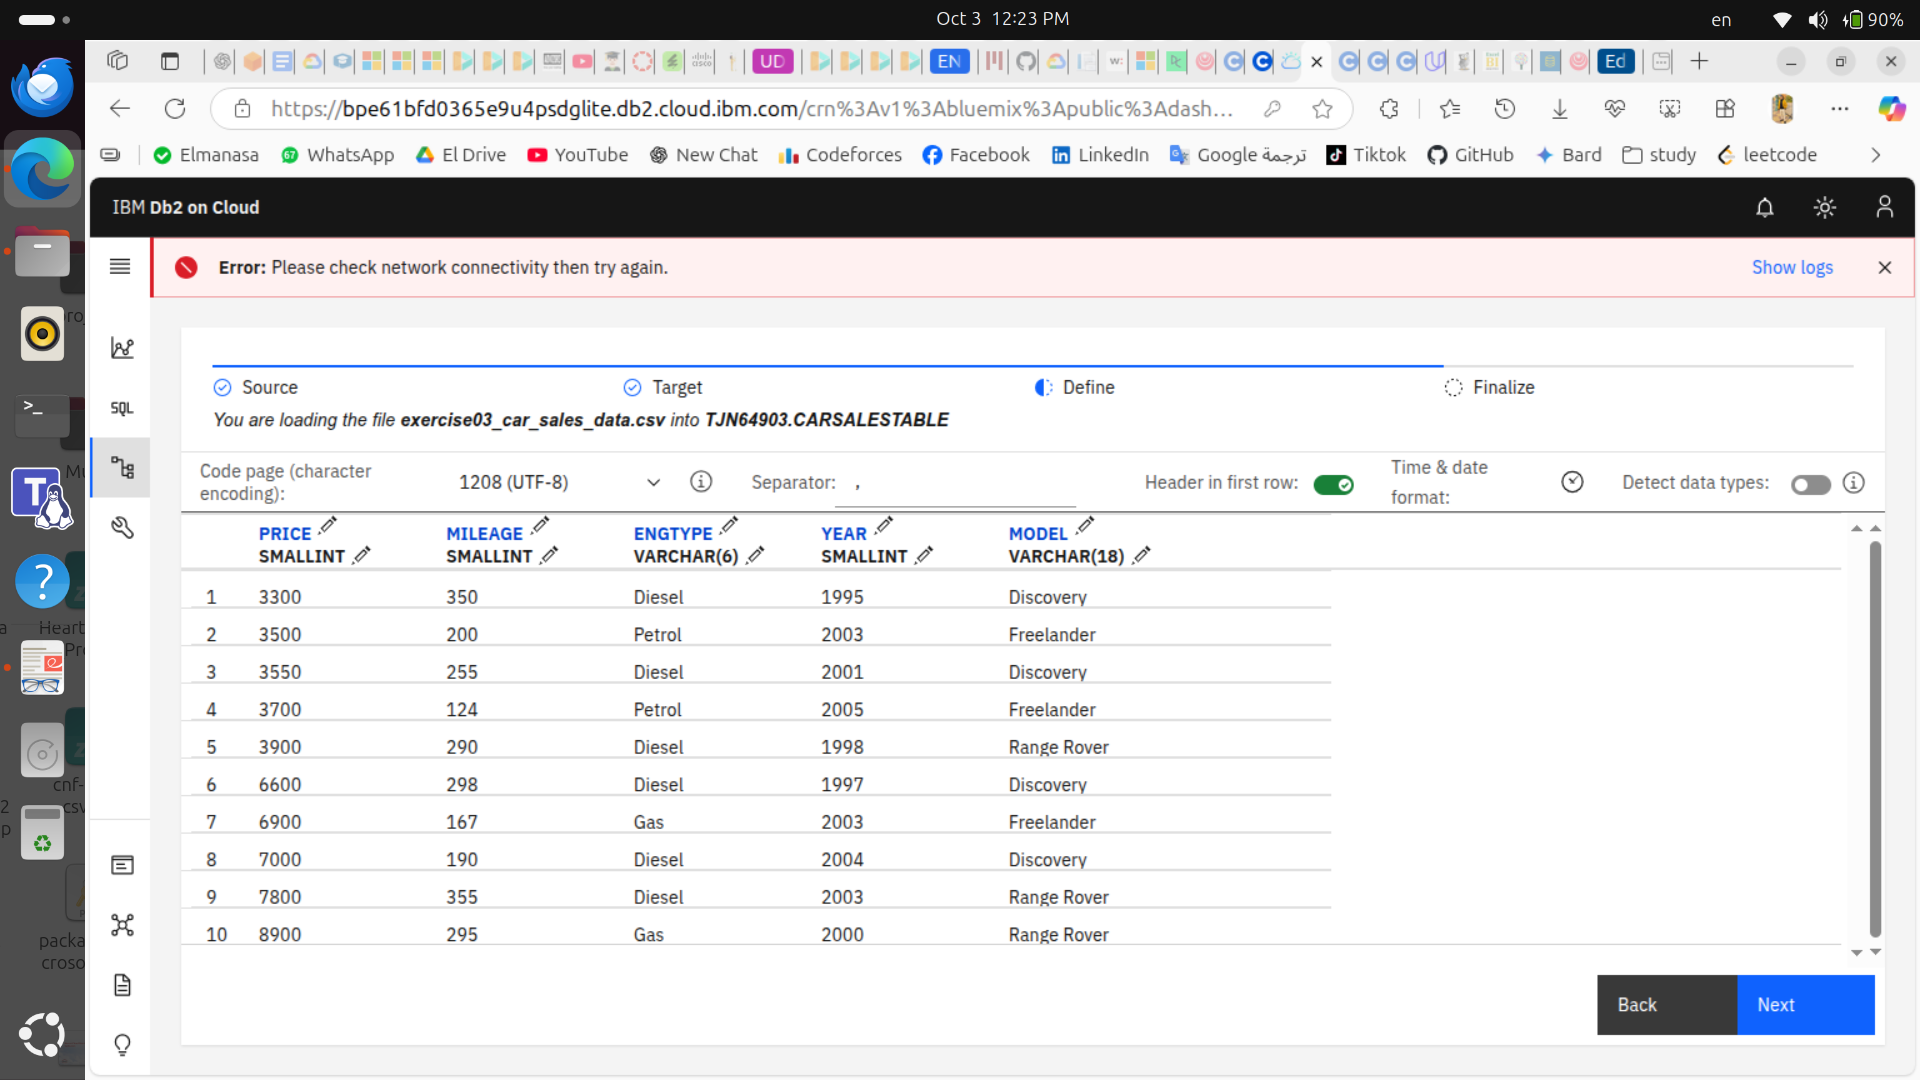 Oct 3 12:23 PM
en
90%
UD
EN
Ed
https://bpe61bfd0365e9u4psdglite.db2.cloud.ibm.com/crn%3Av1%3Abluemix%3Apublic%3Adash...
Elmanasa
WhatsApp
El Drive
YouTube
New Chat
Codeforces
Facebook
LinkedIn
ترجمة Google
Tiktok
GitHub
Bard
study
leetcode
IBM Db2 on Cloud
Error: Please check network connectivity then try again.
Show logs
SQL
Source
Target
Define
Finalize
You are loading the file exercise03_car_sales_data.csv into TJN64903.CARSALESTABLE
Code page (character encoding):
1208 (UTF-8)
Separator: ,
Header in first row:
Time & date format:
Detect data types:
PRICE MILEAGE ENGTYPE YEAR MODEL
SMALLINT SMALLINT VARCHAR(6) SMALLINT VARCHAR(18)
1 3300 350 Diesel 1995 Discovery
2 3500 200 Petrol 2003 Freelander
3 3550 255 Diesel 2001 Discovery
4 3700 124 Petrol 2005 Freelander
5 3900 290 Diesel 1998 Range Rover
6 6600 298 Diesel 1997 Discovery
7 6900 167 Gas 2003 Freelander
8 7000 190 Diesel 2004 Discovery
9 7800 355 Diesel 2003 Range Rover
10 8900 295 Gas 2000 Range Rover
Back
Next